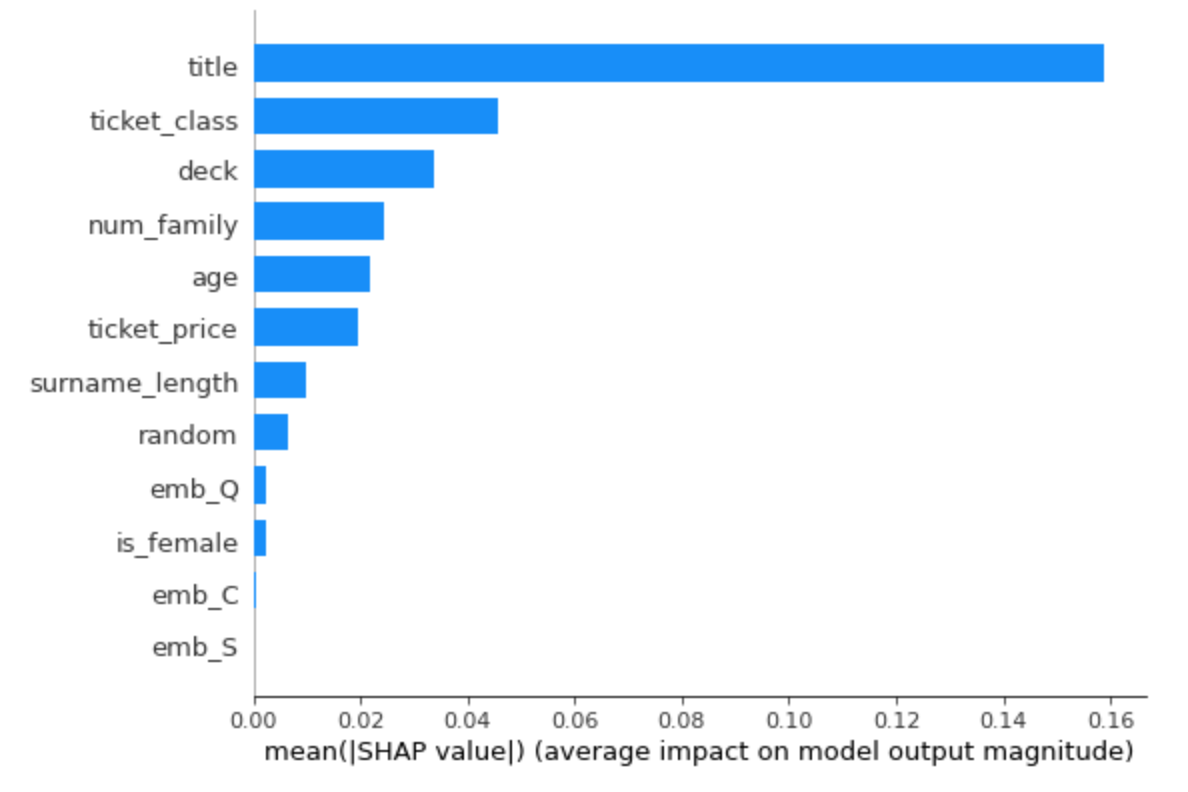 title
ticket_class
deck
num_family
age
ticket_price
surname_length
random
emb_Q
is_female
emb_C
emb_S
0.00 0.02 0.04 0.06 0.08 0.10 0.12 0.14 0.16
mean(|SHAP value|) (average impact on model output magnitude)